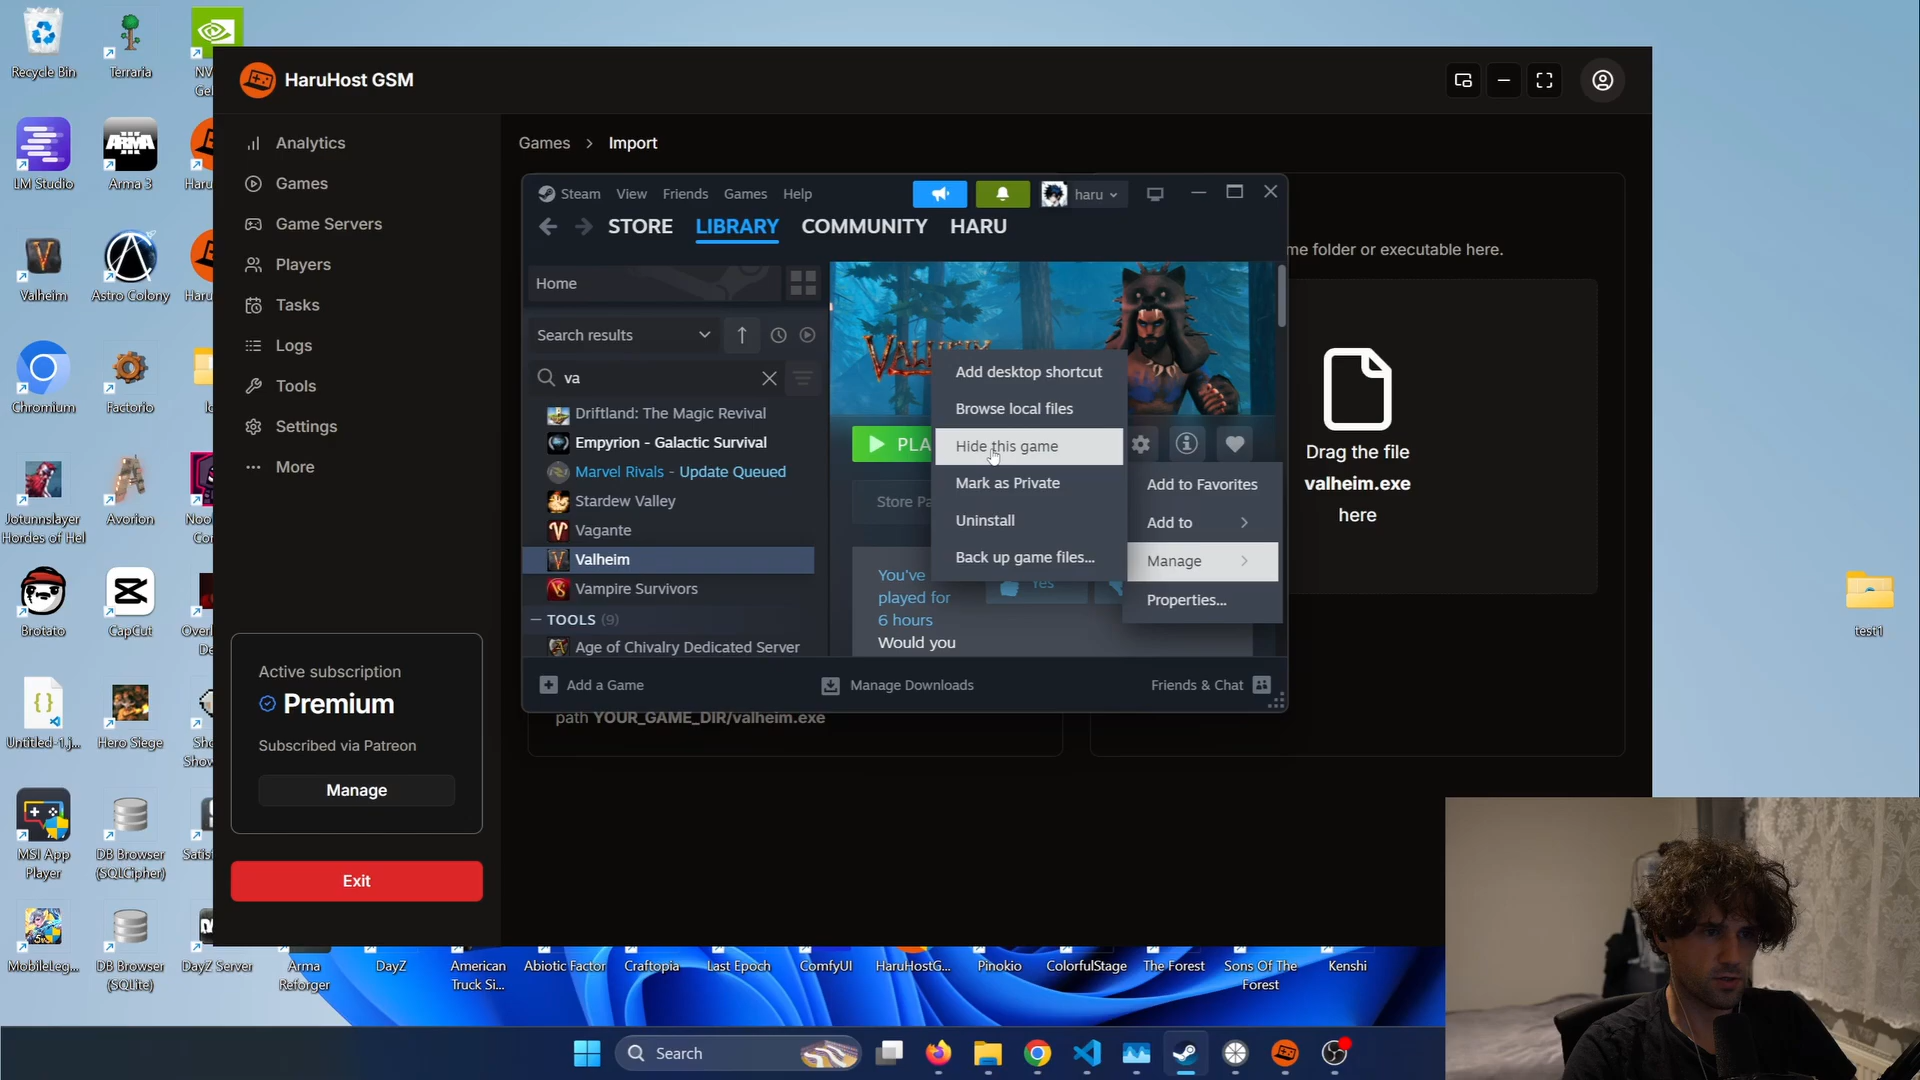 Recycle Bin
Terraria
LM Studio
Arma 3
Valheim
Astro Colony
Chromium
Factorio
Jotunnslayer
Hordes of Hel
Avorion
Brotato
CapCut
Untitled-1.j...
Hero Siege
MSI App
Player
DB Browser
(SQLCipher)
MobileLeg...
DB Browser
(SQLite)
DayZ Server
Arma
Reforger
DayZ
American
Truck Si...
Abiotic Factor
Craftopia
Last Epoch
ComfyUI
HaruHostG...
Pinokio
ColorfulStage
The Forest
Sons Of The
Forest
Kenshi
test1
HaruHost GSM
Analytics
Games
Game Servers
Players
Tasks
Logs
Tools
Settings
More
Active subscription
Premium
Subscribed via Patreon
Manage
Exit
Games > Import
me folder or executable here.
Drag the file
valheim.exe
here
path YOUR_GAME_DIR/valheim.exe
Steam View Friends Games Help
haru
STORE LIBRARY COMMUNITY HARU
Home
Search results
va
Driftland: The Magic Revival
Empyrion - Galactic Survival
Marvel Rivals - Update Queued
Stardew Valley
Vagante
Valheim
Vampire Survivors
— TOOLS (9)
Age of Chivalry Dedicated Server
PLA
Store Pa
You've
played for
6 hours
Would you
Yes
Add desktop shortcut
Browse local files
Hide this game
Mark as Private
Uninstall
Back up game files...
Add to Favorites
Add to
Manage
Properties...
Add a Game
Manage Downloads
Friends & Chat
Search